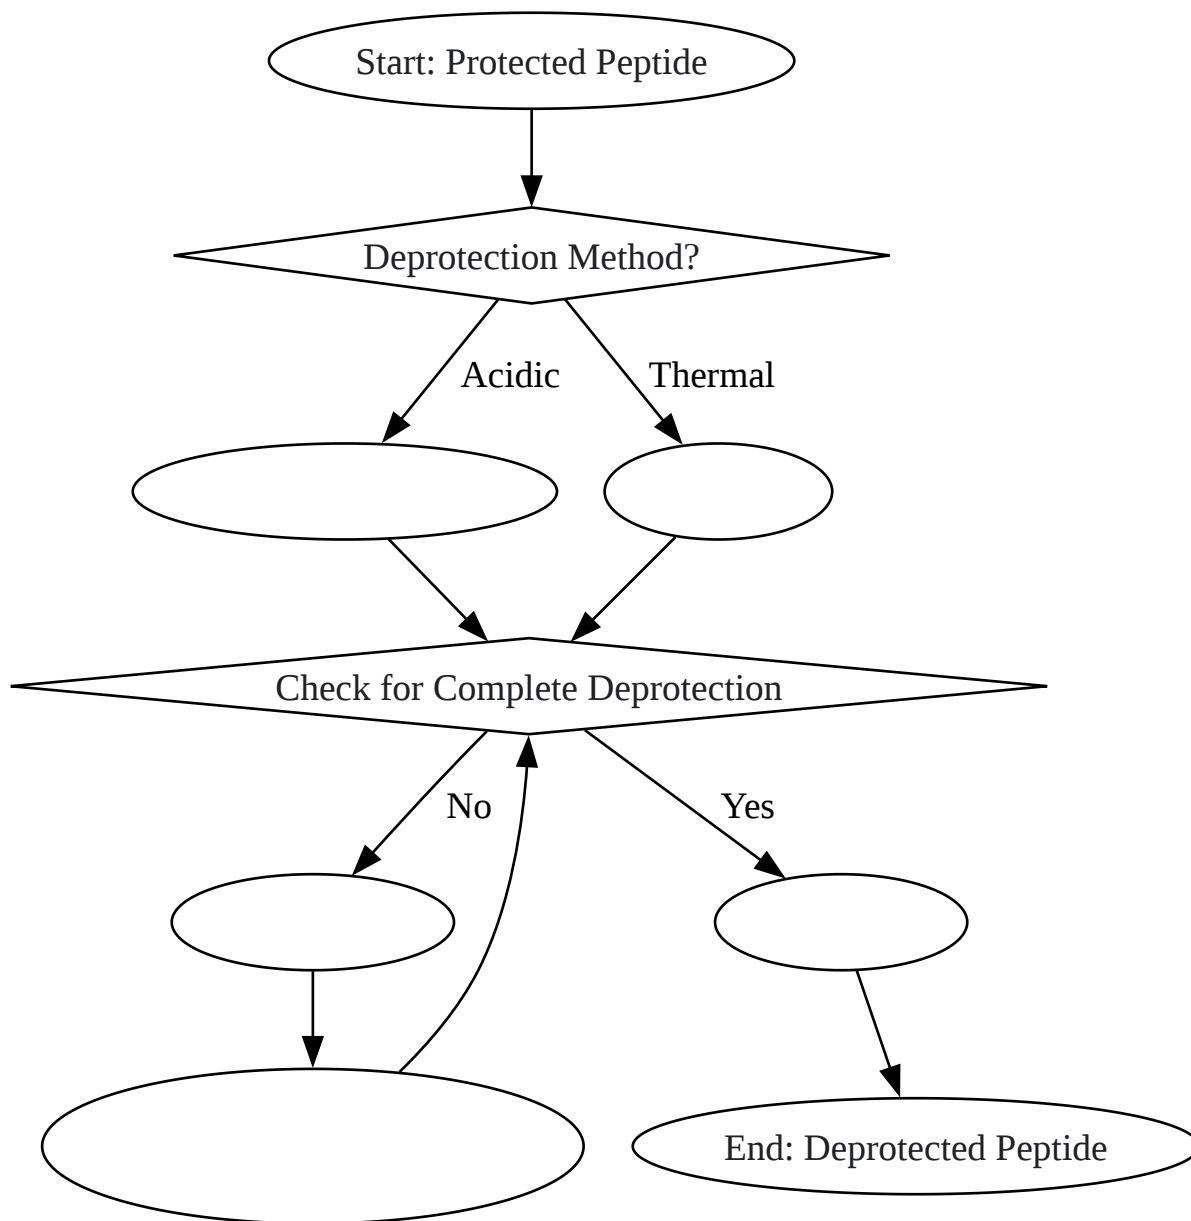 Start: Protected Peptide
Deprotection Method?
Acidic
Thermal
Check for Complete Deprotection
No
Yes
End: Deprotected Peptide